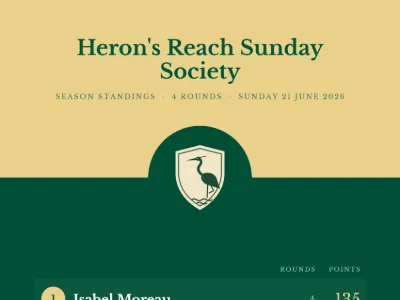 Heron's Reach Sunday
Society
SEASON STANDINGS · 4 ROUNDS · SUNDAY 21 JUNE 2026
ROUNDS POINTS
1 Isabel Moreau 4 135